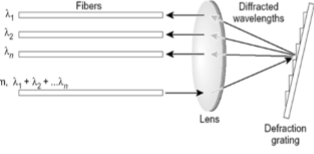 Fibers
Diffracted
wavelengths
λ1
λ2
λn
m, λ1 + λ2 + ...λn
Lens
Defraction
grating